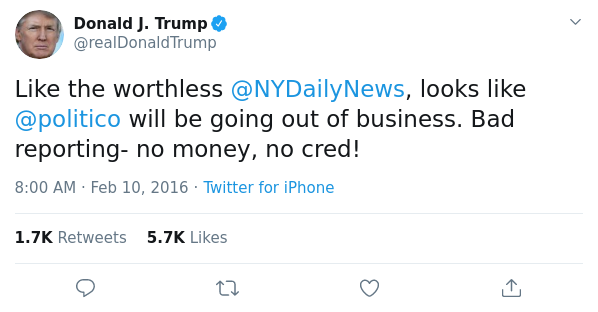 Donald J. Trump
@realDonaldTrump
Like the worthless @NYDailyNews, looks like
@politico will be going out of business. Bad
reporting- no money, no cred!
8:00 AM · Feb 10, 2016 · Twitter for iPhone
1.7K Retweets 5.7K Likes